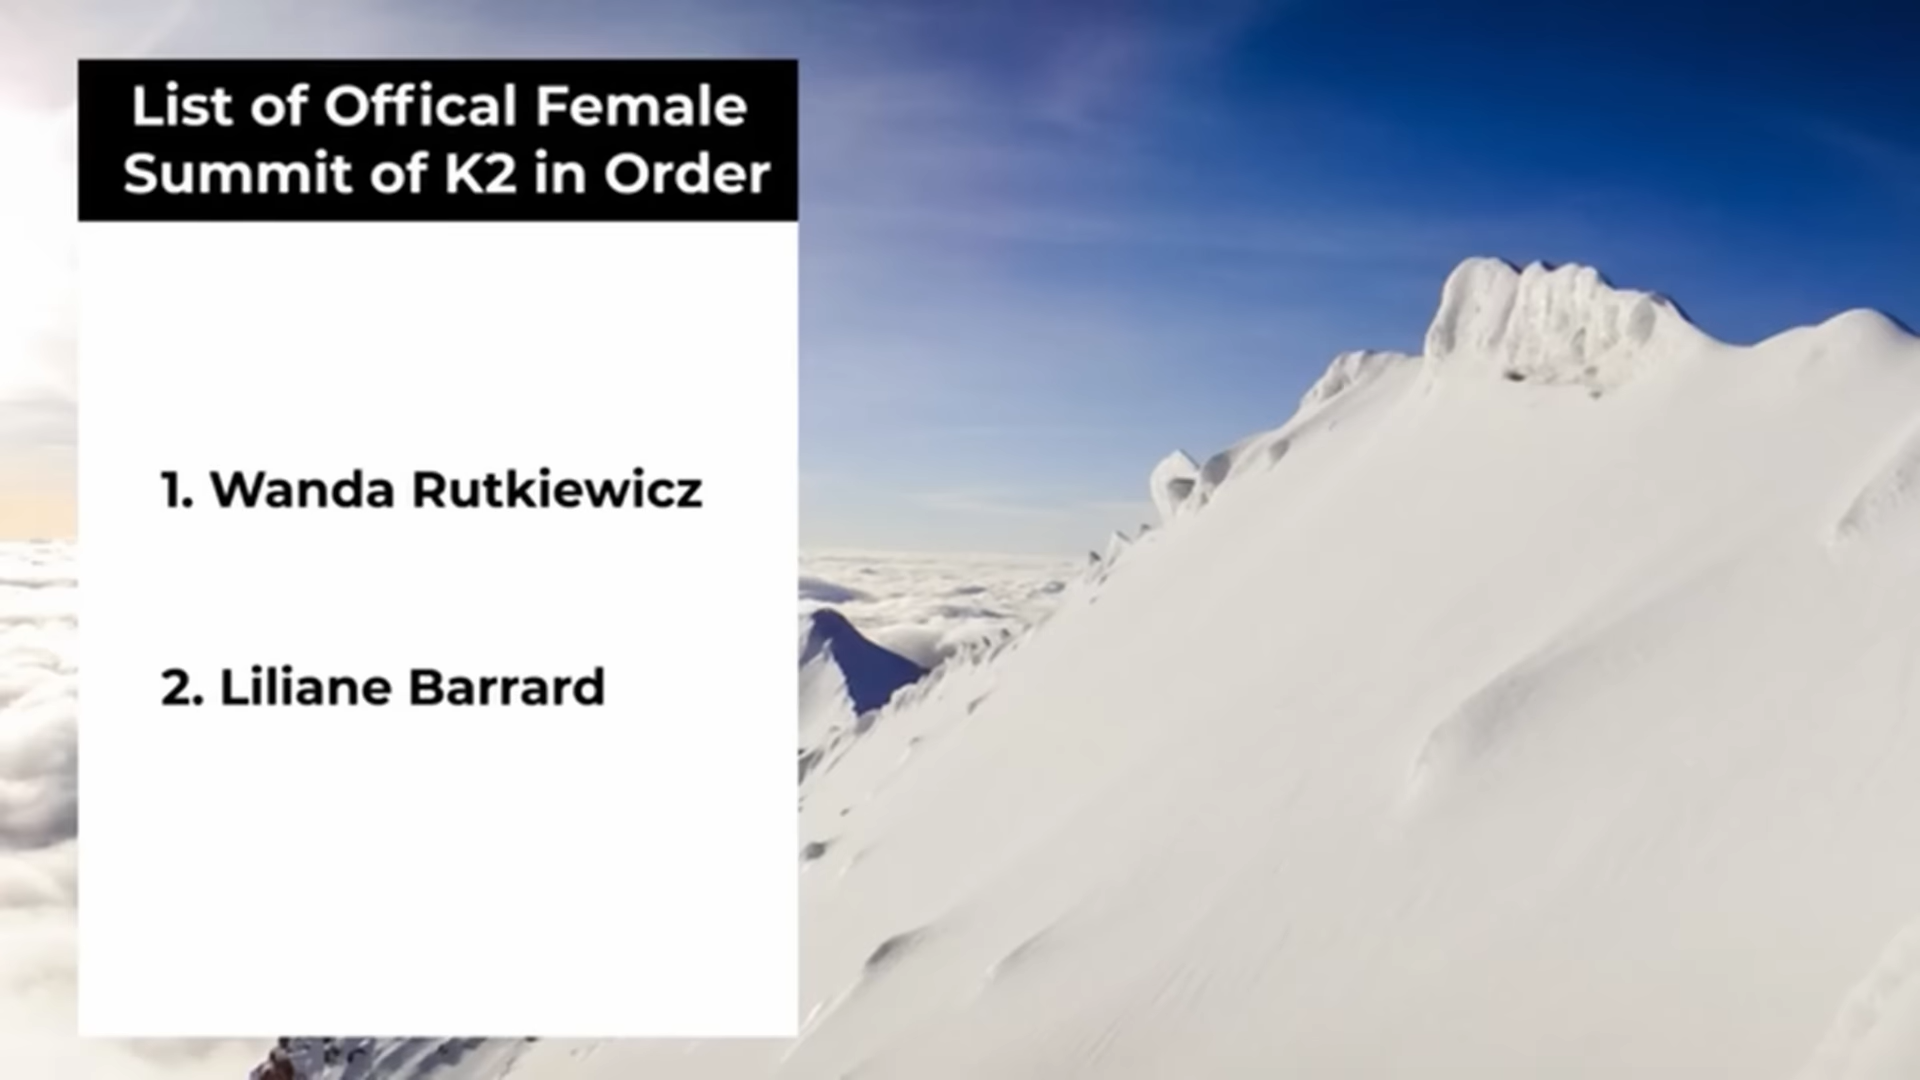 List of Offical Female
Summit of K2 in Order
1. Wanda Rutkiewicz
2. Liliane Barrard